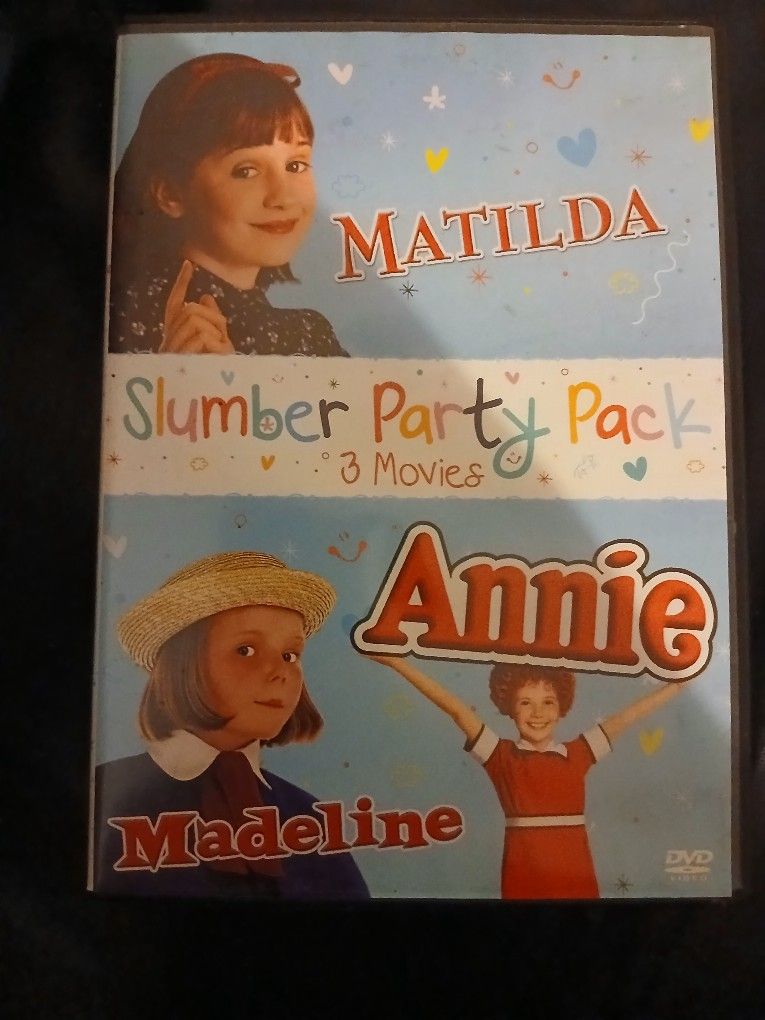 MATILDA
Slumber Party Pack
3 Movies
Annie
Madeline
DVD
VIDEO